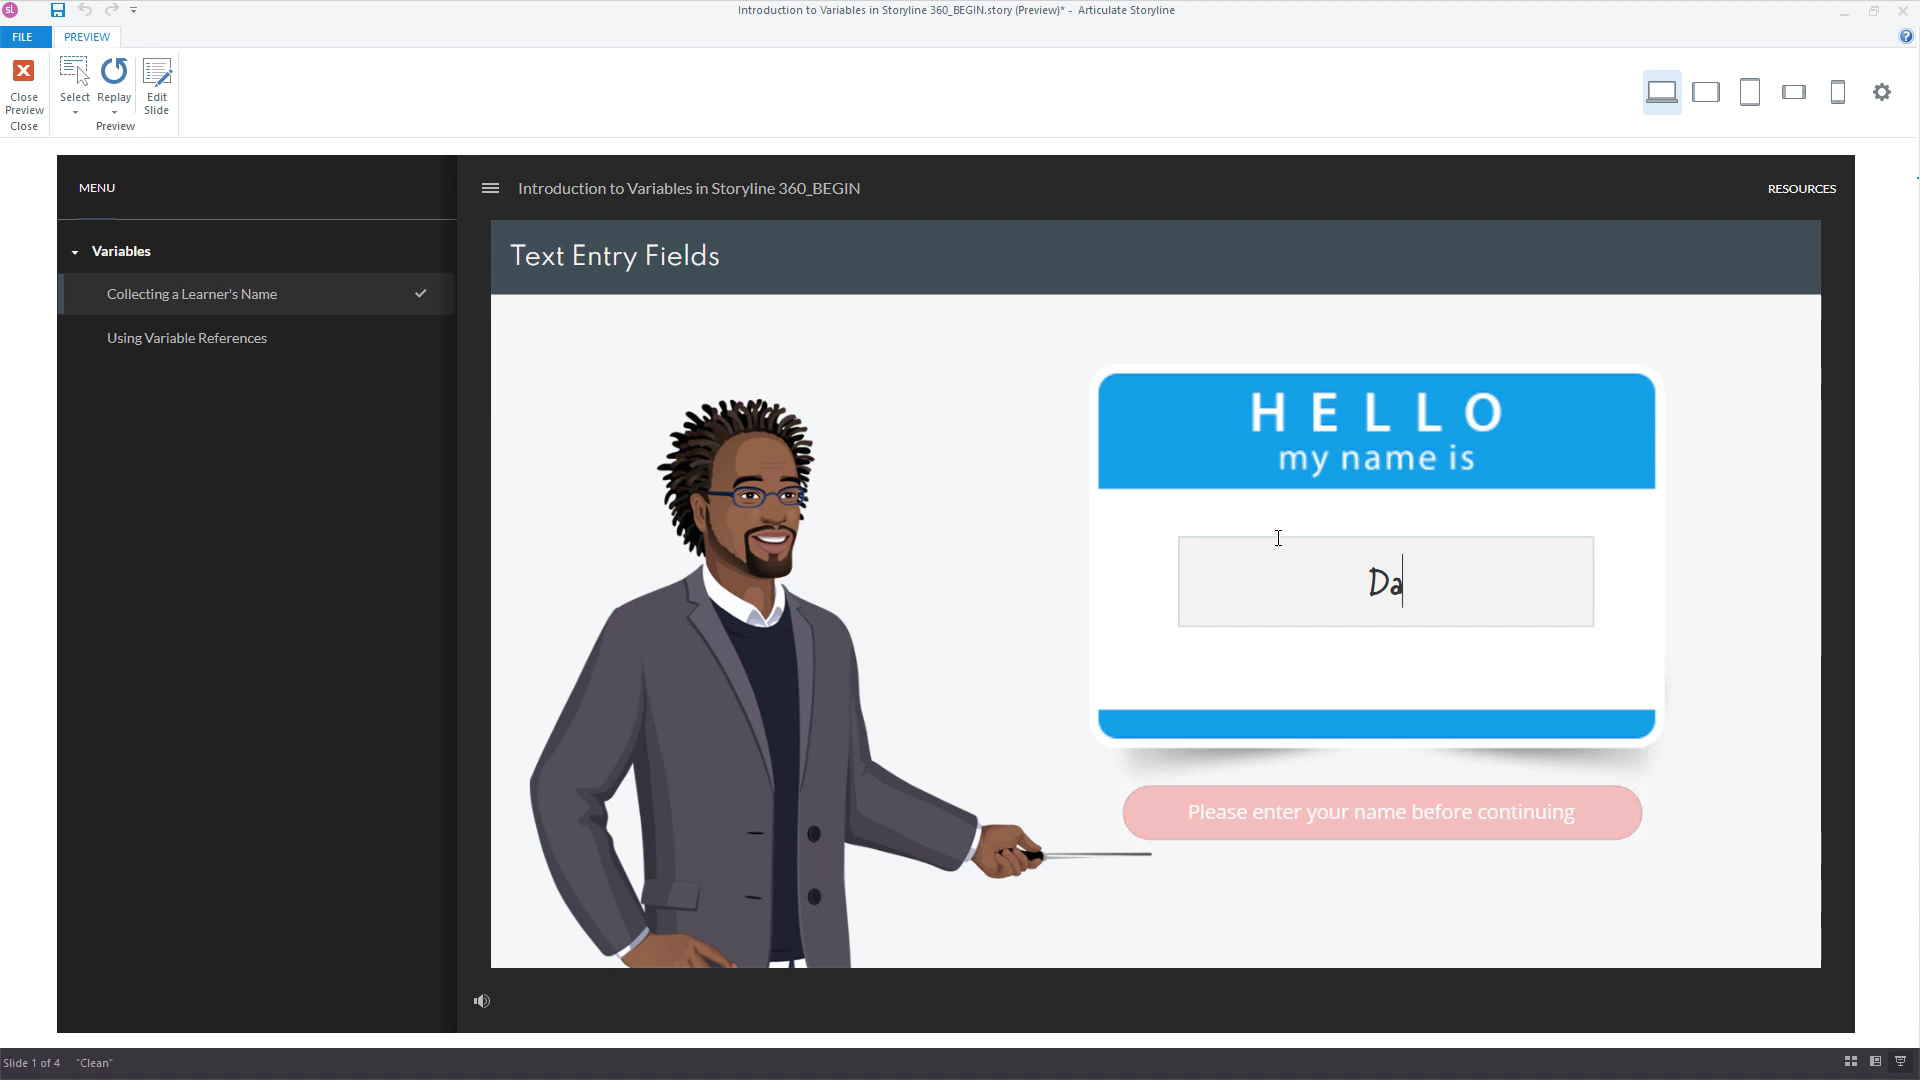 SL
Introduction to Variables in Storyline 360_BEGIN.story (Preview)* - Articulate Storyline
FILE
PREVIEW
?
Close Preview
Select
Replay
Edit Slide
Close
Preview
MENU
Introduction to Variables in Storyline 360_BEGIN
RESOURCES
Variables
Collecting a Learner's Name
Using Variable References
Text Entry Fields
HELLO
my name is
Da
Please enter your name before continuing
Slide 1 of 4
"Clean"